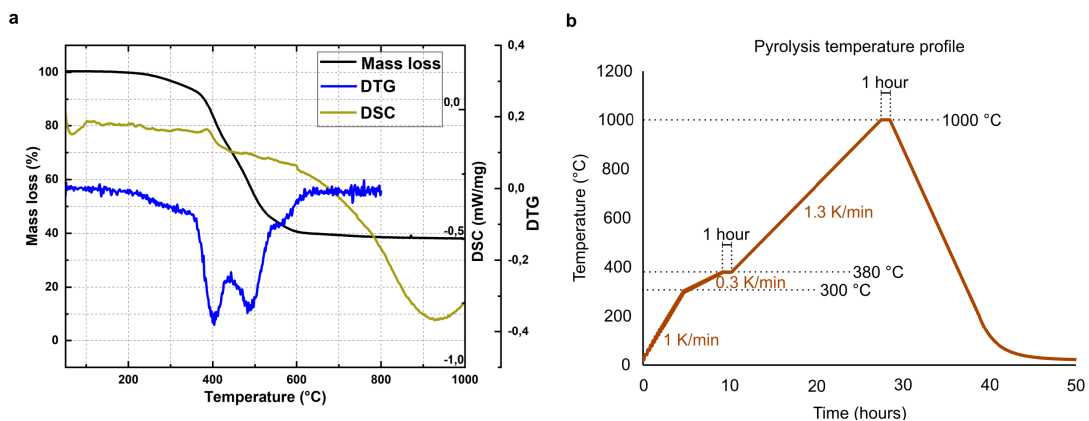 a
Mass loss
DTG
DSC
Mass loss (%)
100
80
60
40
20
0
200
400
600
800
1000
Temperature (°C)
0,0
-0,5
-1,0
DSC (mW/mg)
0,4
0,2
0,0
-0,2
-0,4
DTG
b
Pyrolysis temperature profile
Temperature (°C)
1200
1000
800
600
400
200
0
1 hour
1000 °C
1.3 K/min
1 hour
380 °C
0.3 K/min
300 °C
1 K/min
0
10
20
30
40
50
Time (hours)